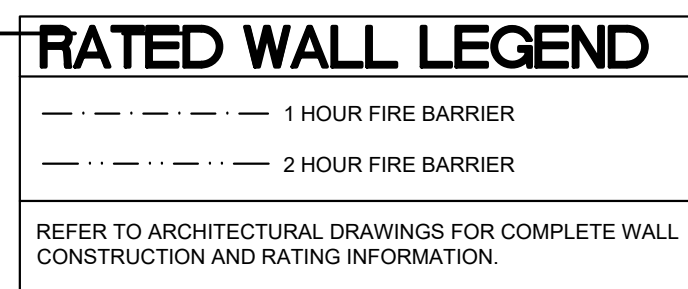 RATED WALL LEGEND
1 HOUR FIRE BARRIER
2 HOUR FIRE BARRIER
REFER TO ARCHITECTURAL DRAWINGS FOR COMPLETE WALL
CONSTRUCTION AND RATING INFORMATION.